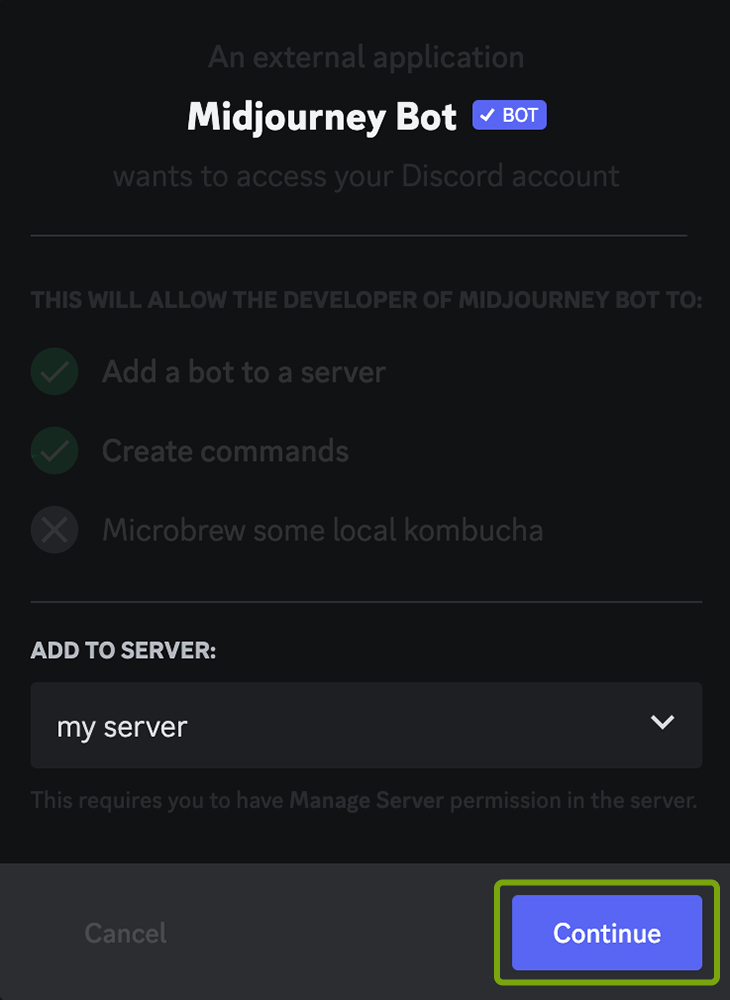 An external application
Midjourney Bot ✓ BOT
wants to access your Discord account
THIS WILL ALLOW THE DEVELOPER OF MIDJOURNEY BOT TO:
Add a bot to a server
Create commands
Microbrew some local kombucha
ADD TO SERVER:
my server
This requires you to have Manage Server permission in the server.
Cancel Continue